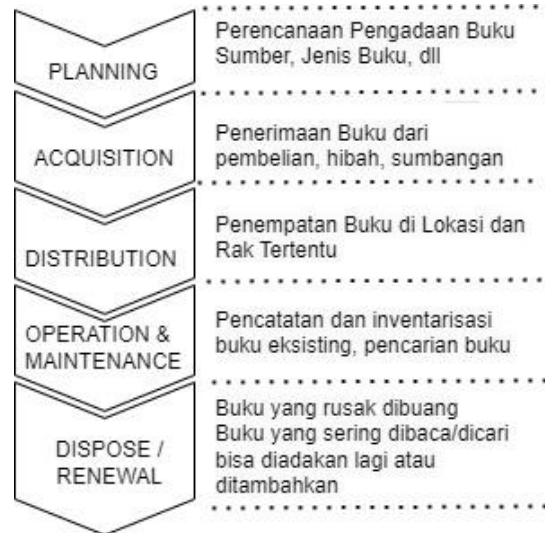 PLANNING
Perencanaan Pengadaan Buku
Sumber, Jenis Buku, dll
ACQUISITION
Penerimaan Buku dari
pembelian, hibah, sumbangan
DISTRIBUTION
Penempatan Buku di Lokasi dan
Rak Tertentu
OPERATION &
MAINTENANCE
Pencatatan dan inventarisasi
buku eksisting, pencarian buku
DISPOSE /
RENEWAL
Buku yang rusak dibuang
Buku yang sering dibaca/dicari
bisa diadakan lagi atau
ditambahkan